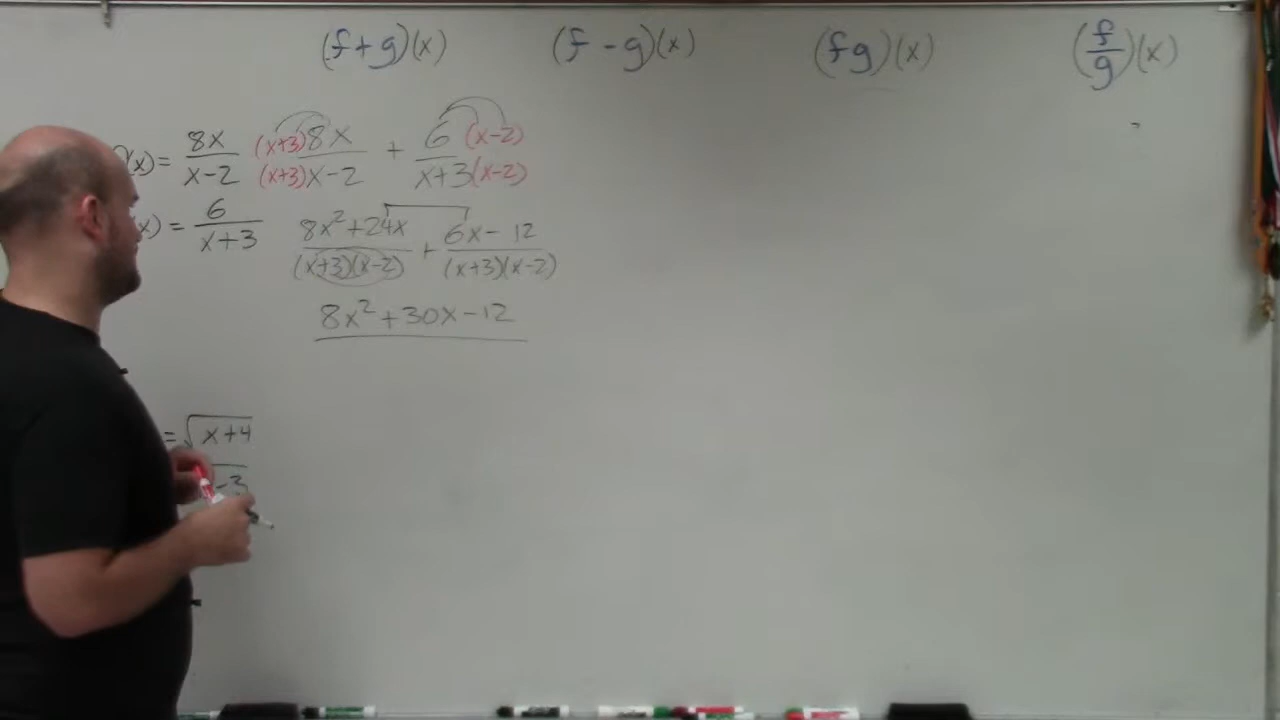 (f+g)(x) (f-g)(x) (fg)(x) (f/g)(x)
(x)= 8x/x-2 (x+3)8x/(x+3)x-2 + 6(x-2)/x+3(x-2)
x) = 6/x+3 8x²+24x/(x+3)(x-2) + 6x-12/(x+3)(x-2)
8x²+30x-12
= √x+4
-3